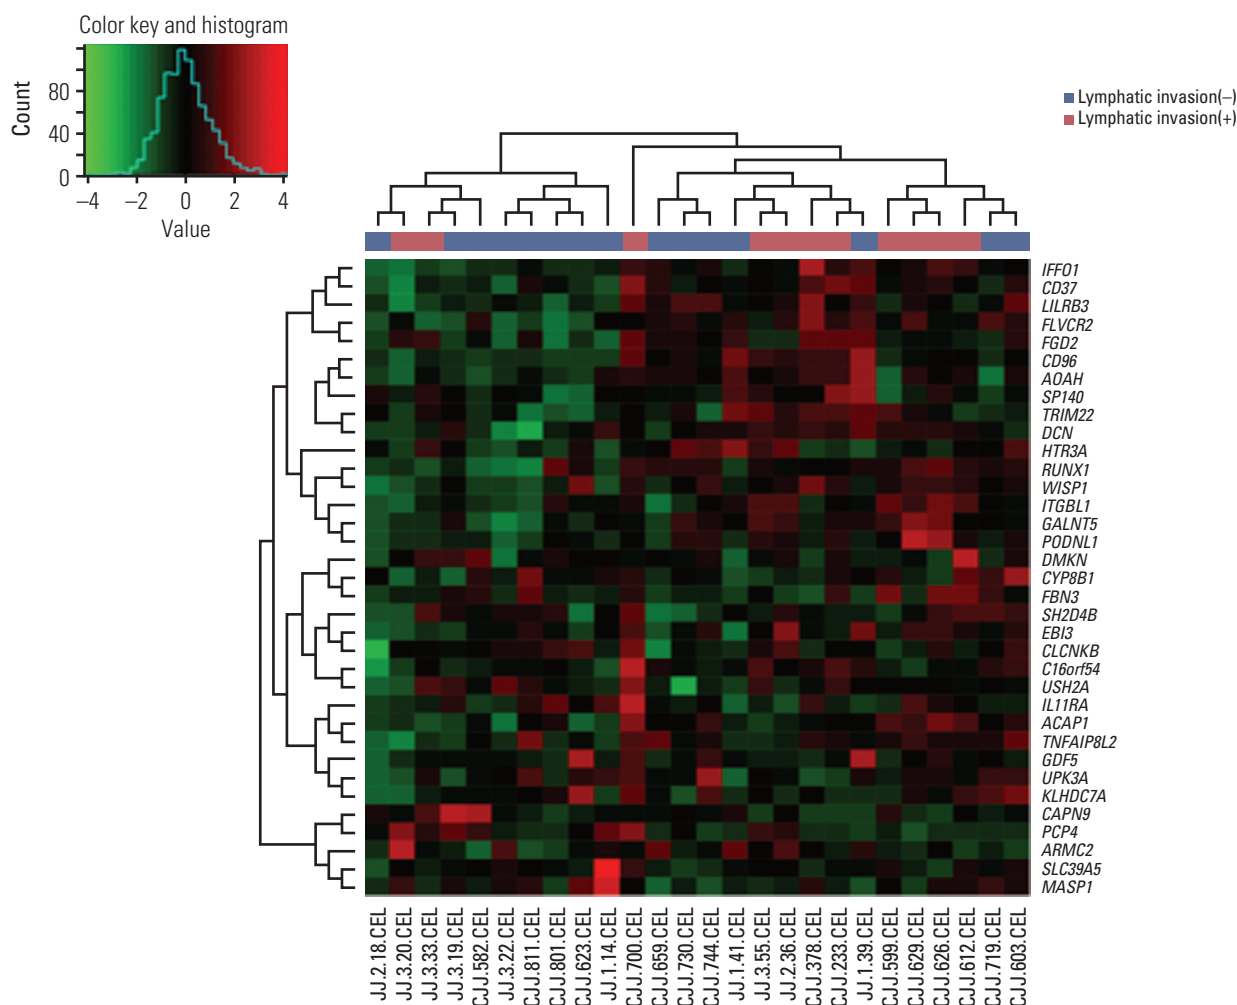 Color key and histogram
Count
80
40
0
–4 –2 0 2 4
Value
Lymphatic invasion(–)
Lymphatic invasion(+)
IFFO1
CD37
LILRB3
FLVCR2
FGD2
CD96
AOAH
SP140
TRIM22
DCN
HTR3A
RUNX1
WISP1
ITGBL1
GALNT5
PODNL1
DMKN
CYP8B1
FBN3
SH2D4B
EBI3
CLCNKB
C16orf54
USH2A
IL11RA
ACAP1
TNFAIP8L2
GDF5
UPK3A
KLHDC7A
CAPN9
PCP4
ARMC2
SLC39A5
MASP1
JJ.2.18.CEL
JJ.3.20.CEL
JJ.3.33.CEL
JJ.3.19.CEL
CJJ.582.CEL
JJ.3.22.CEL
CJJ.811.CEL
CJJ.801.CEL
CJJ.623.CEL
JJ.1.14.CEL
CJJ.700.CEL
CJJ.659.CEL
CJJ.730.CEL
CJJ.744.CEL
JJ.1.41.CEL
JJ.3.55.CEL
JJ.2.36.CEL
CJJ.378.CEL
CJJ.233.CEL
JJ.1.39.CEL
CJJ.599.CEL
CJJ.629.CEL
CJJ.626.CEL
CJJ.612.CEL
CJJ.719.CEL
CJJ.603.CEL